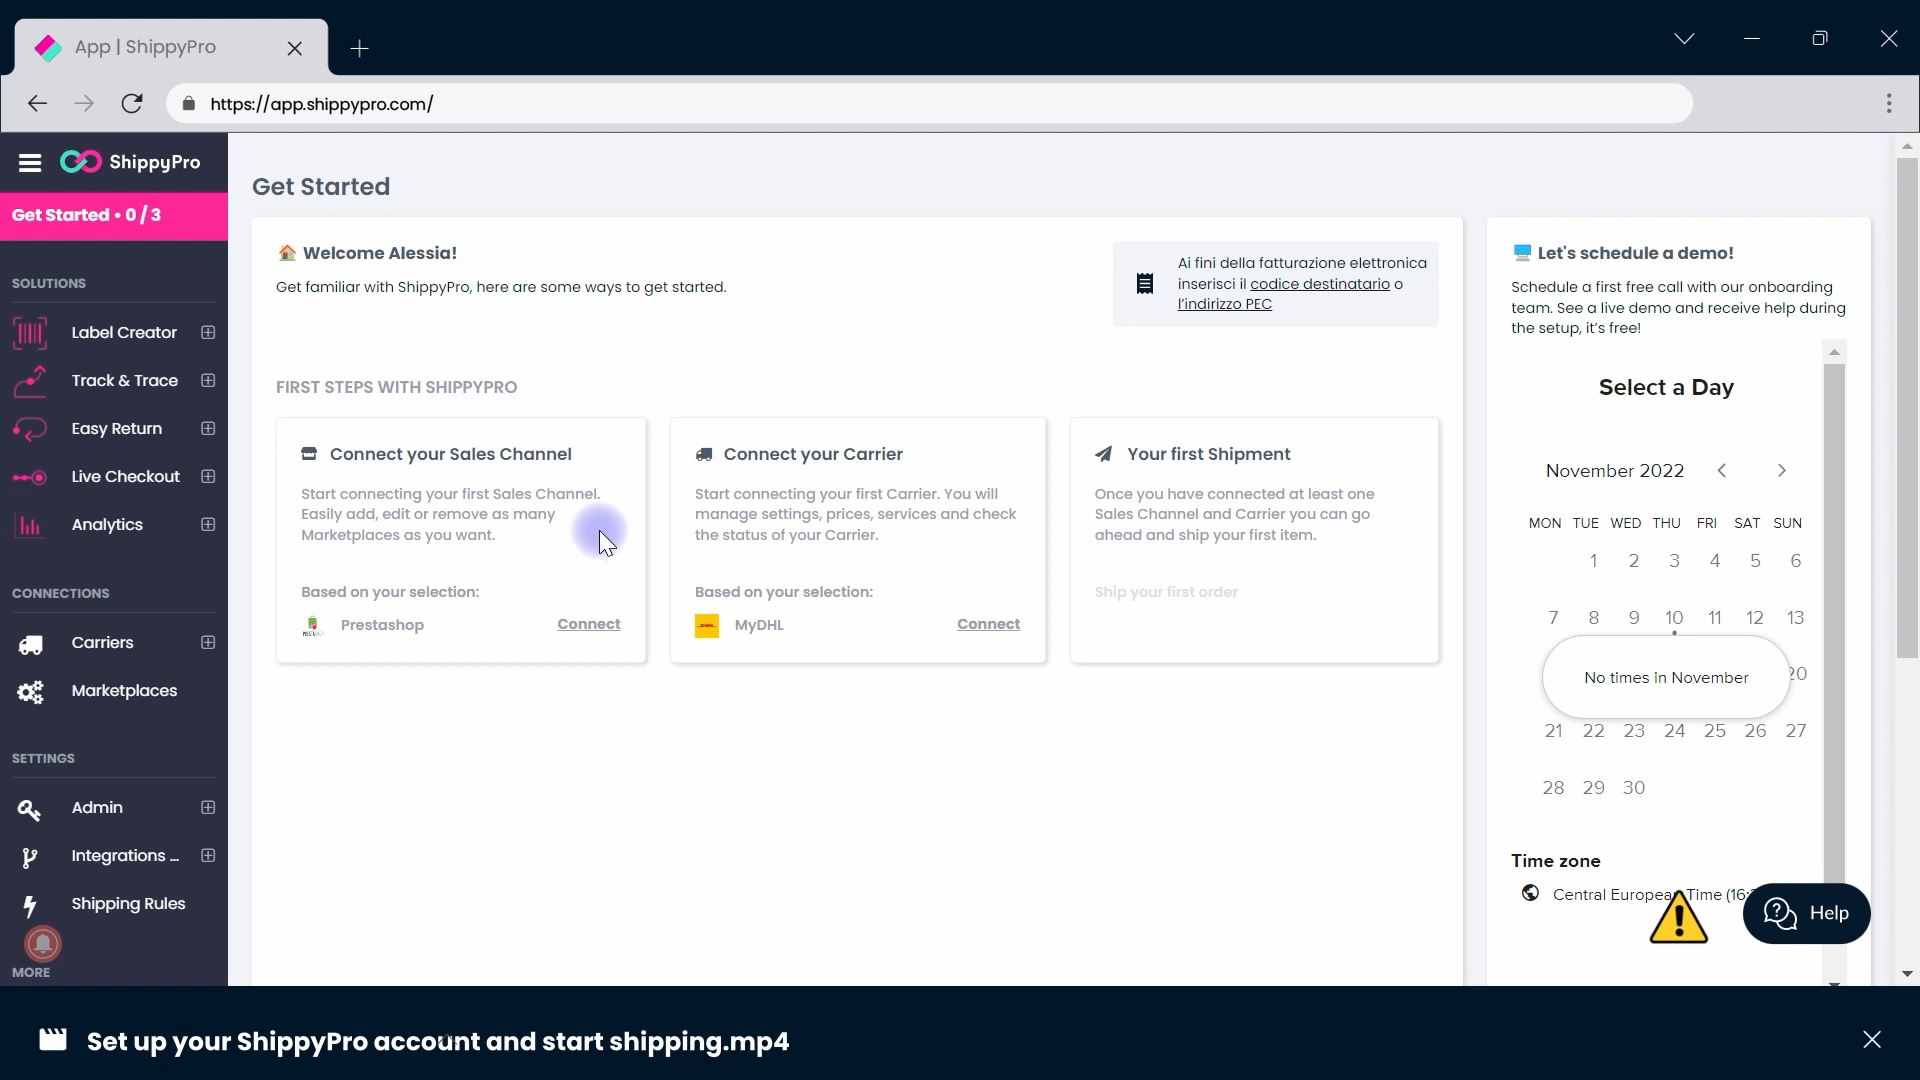 App | ShippyPro
https://app.shippypro.com/
ShippyPro
Get Started • 0 / 3
SOLUTIONS
Label Creator
Track & Trace
Easy Return
Live Checkout
Analytics
CONNECTIONS
Carriers
Marketplaces
SETTINGS
Admin
Integrations ...
Shipping Rules
MORE
Get Started
Welcome Alessia!
Get familiar with ShippyPro, here are some ways to get started.
Ai fini della fatturazione elettronica
inserisci il codice destinatario o
l'indirizzo PEC
FIRST STEPS WITH SHIPPYPRO
Connect your Sales Channel
Start connecting your first Sales Channel.
Easily add, edit or remove as many
Marketplaces as you want.
Based on your selection:
Prestashop
Connect
Connect your Carrier
Start connecting your first Carrier. You will
manage settings, prices, services and check
the status of your Carrier.
Based on your selection:
MyDHL
Connect
Your first Shipment
Once you have connected at least one
Sales Channel and Carrier you can go
ahead and ship your first item.
Ship your first order
Let's schedule a demo!
Schedule a first free call with our onboarding
team. See a live demo and receive help during
the setup, it's free!
Select a Day
November 2022
MON TUE WED THU FRI SAT SUN
1 2 3 4 5 6
7 8 9 10 11 12 13
No times in November
20
21 22 23 24 25 26 27
28 29 30
Time zone
Central European Time (16:
Help
Set up your ShippyPro account and start shipping.mp4